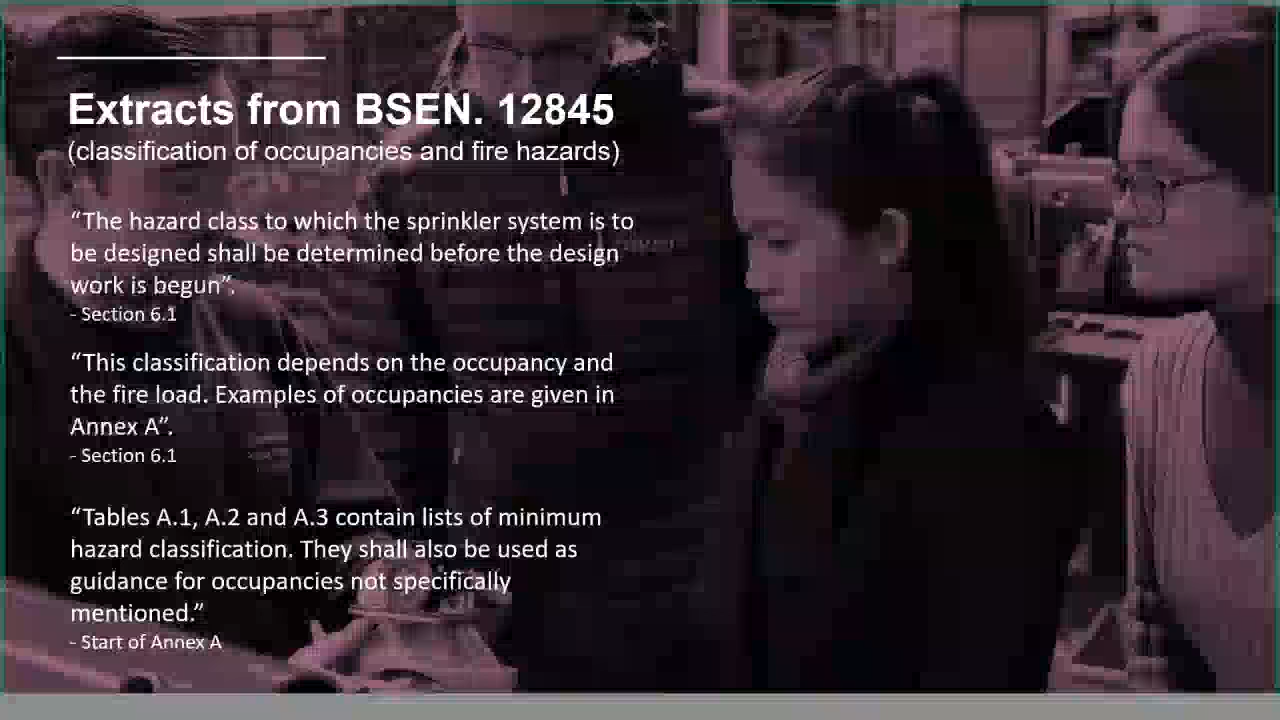 Extracts from BSEN. 12845
(classification of occupancies and fire hazards)
“The hazard class to which the sprinkler system is to
be designed shall be determined before the design
work is begun”.
- Section 6.1
“This classification depends on the occupancy and
the fire load. Examples of occupancies are given in
Annex A”.
- Section 6.1
“Tables A.1, A.2 and A.3 contain lists of minimum
hazard classification. They shall also be used as
guidance for occupancies not specifically
mentioned.”
- Start of Annex A